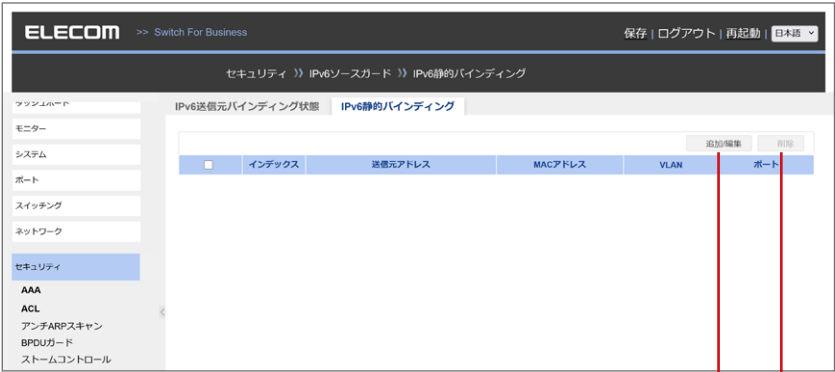 ELECOM >> Switch For Business 保存 | ログアウト | 再起動 | 日本語
セキュリティ 》 IPv6ソースガード 》 IPv6静的バインディング
ダッシュボード
IPv6送信元バインディング状態 IPv6静的バインディング
モニター
追加/編集 削除
システム
インデックス 送信元アドレス MACアドレス VLAN ポート
ポート
スイッチング
ネットワーク
セキュリティ
AAA
ACL
アンチARPスキャン
BPDUガード
ストームコントロール